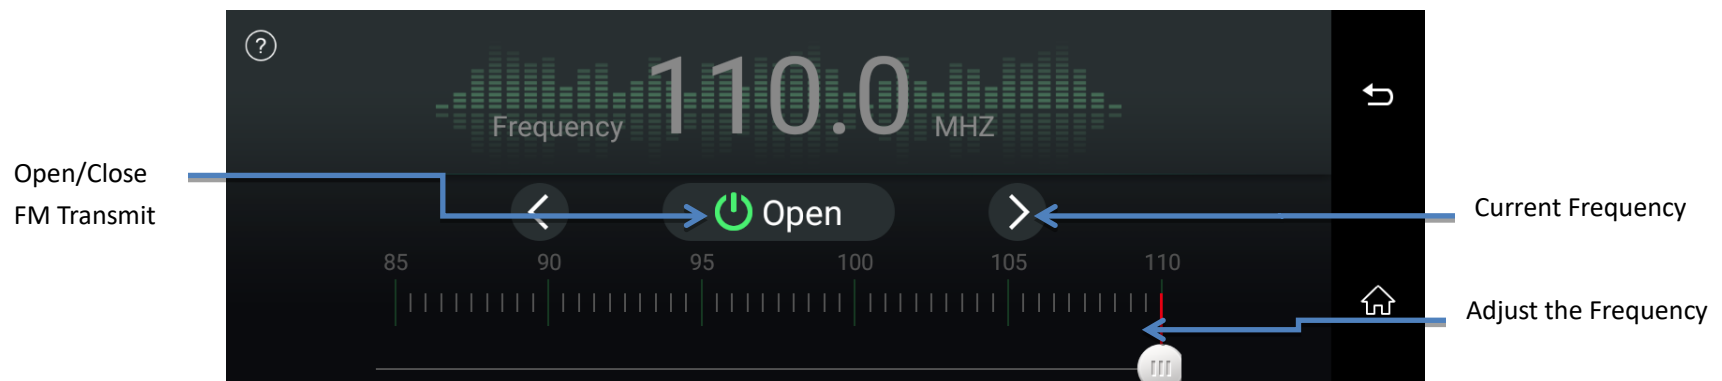 ?
110.0
Frequency
MHZ
Open/Close
FM Transmit
Open
Current Frequency
85 90 95 100 105 110
Adjust the Frequency